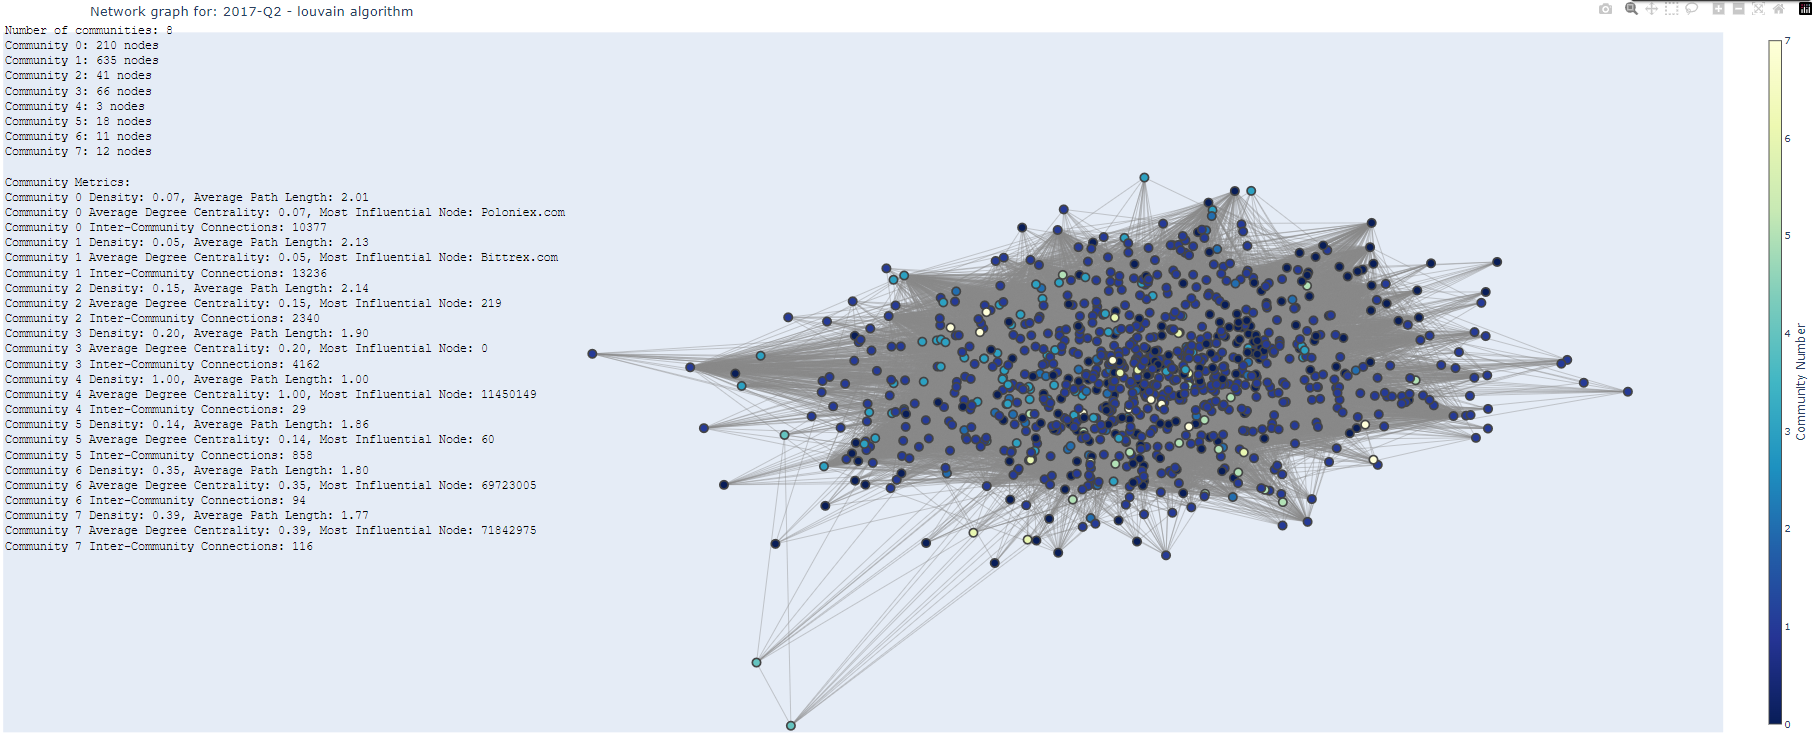 Network graph for: 2017-Q2 - louvain algorithm
Number of communities: 8
Community 0: 210 nodes
Community 1: 635 nodes
Community 2: 41 nodes
Community 3: 66 nodes
Community 4: 3 nodes
Community 5: 18 nodes
Community 6: 11 nodes
Community 7: 12 nodes
Community Metrics:
Community 0 Density: 0.07, Average Path Length: 2.01
Community 0 Average Degree Centrality: 0.07, Most Influential Node: Poloniex.com
Community 0 Inter-Community Connections: 10377
Community 1 Density: 0.05, Average Path Length: 2.13
Community 1 Average Degree Centrality: 0.05, Most Influential Node: Bittrex.com
Community 1 Inter-Community Connections: 13236
Community 2 Density: 0.15, Average Path Length: 2.14
Community 2 Average Degree Centrality: 0.15, Most Influential Node: 219
Community 2 Inter-Community Connections: 2340
Community 3 Density: 0.20, Average Path Length: 1.90
Community 3 Average Degree Centrality: 0.20, Most Influential Node: 0
Community 3 Inter-Community Connections: 4162
Community 4 Density: 1.00, Average Path Length: 1.00
Community 4 Average Degree Centrality: 1.00, Most Influential Node: 11450149
Community 4 Inter-Community Connections: 29
Community 5 Density: 0.14, Average Path Length: 1.86
Community 5 Average Degree Centrality: 0.14, Most Influential Node: 60
Community 5 Inter-Community Connections: 858
Community 6 Density: 0.35, Average Path Length: 1.80
Community 6 Average Degree Centrality: 0.35, Most Influential Node: 69723005
Community 6 Inter-Community Connections: 94
Community 7 Density: 0.39, Average Path Length: 1.77
Community 7 Average Degree Centrality: 0.39, Most Influential Node: 71842975
Community 7 Inter-Community Connections: 116
7
6
5
4
3
2
1
0
Community Number